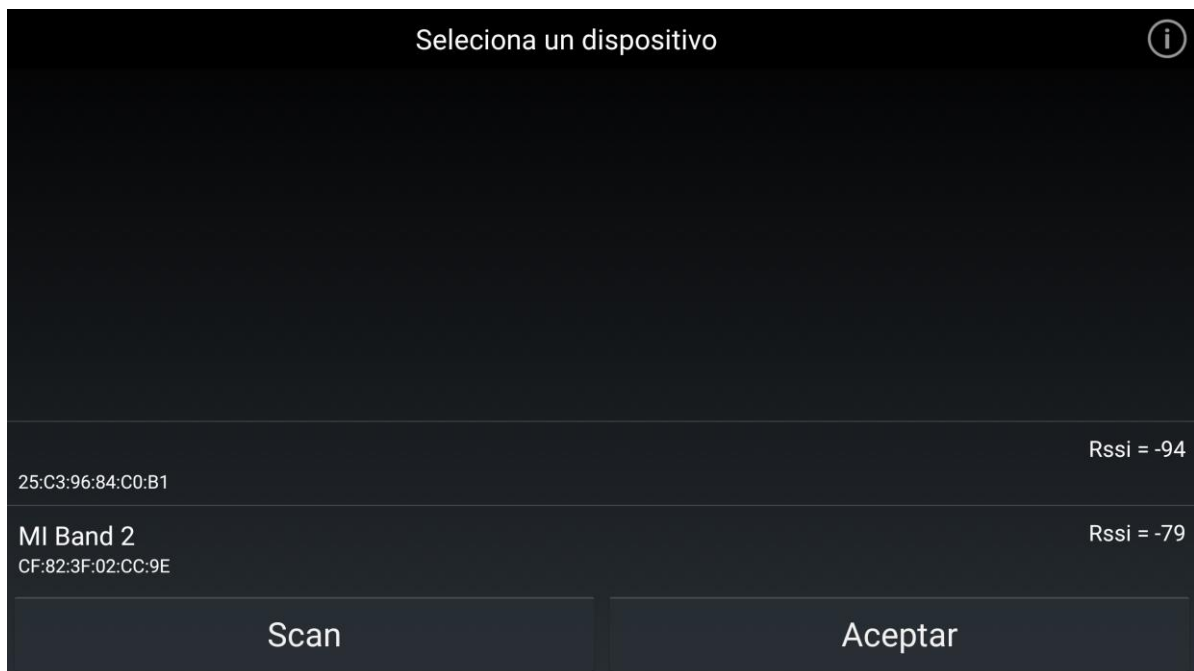 Seleciona un dispositivo
Rssi = -94
25:C3:96:84:C0:B1
MI Band 2
Rssi = -79
CF:82:3F:02:CC:9E
Scan
Aceptar